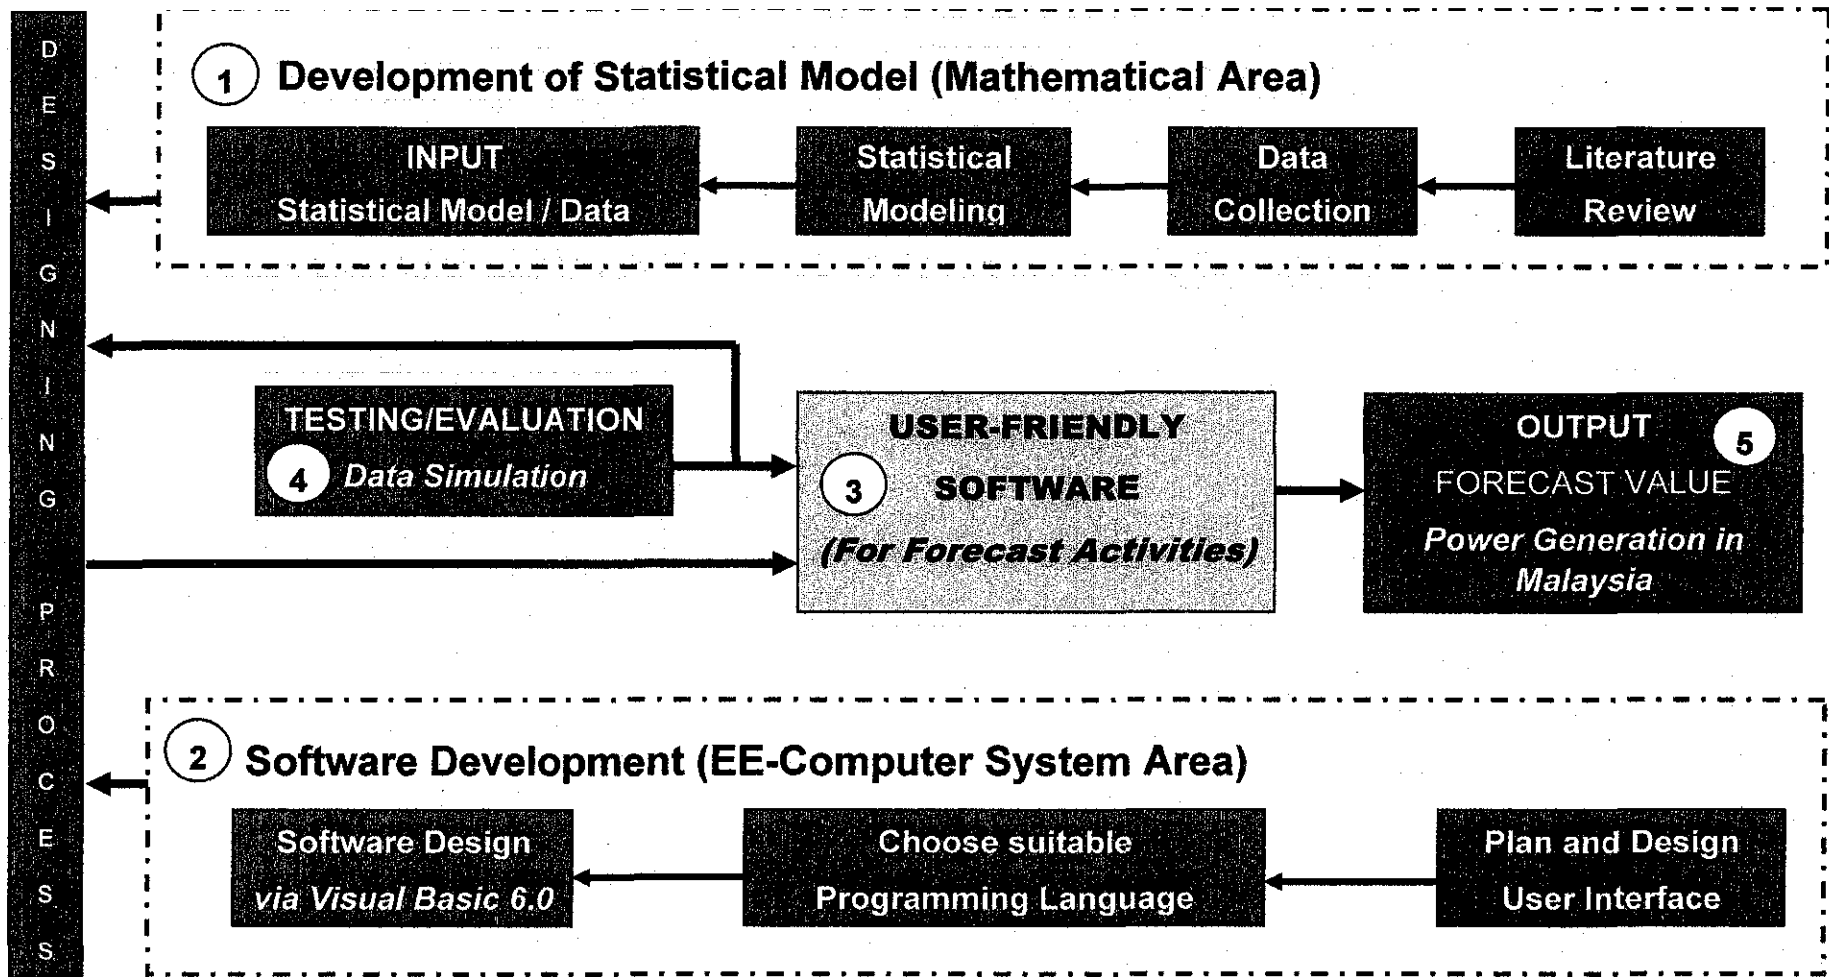 DESIGNING PROCESS
1 Development of Statistical Model (Mathematical Area)
INPUT
Statistical Model / Data
Statistical
Modeling
Data
Collection
Literature
Review
TESTING/EVALUATION
4 Data Simulation
USER-FRIENDLY
3 SOFTWARE
(For Forecast Activities)
OUTPUT
5
FORECAST VALUE
Power Generation in
Malaysia
2 Software Development (EE-Computer System Area)
Software Design
via Visual Basic 6.0
Choose suitable
Programming Language
Plan and Design
User Interface